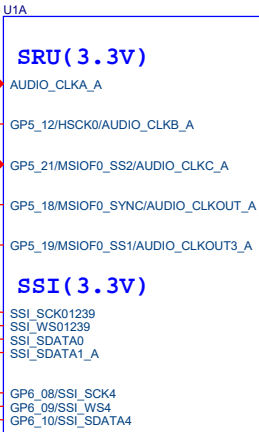 U1A
SRU(3.3V)
AUDIO_CLKA_A
GP5_12/HSCK0/AUDIO_CLKB_A
GP5_21/MSIOF0_SS2/AUDIO_CLKC_A
GP5_18/MSIOF0_SYNC/AUDIO_CLKOUT_A
GP5_19/MSIOF0_SS1/AUDIO_CLKOUT3_A
SSI(3.3V)
SSI_SCK01239
SSI_WS01239
SSI_SDATA0
SSI_SDATA1_A
GP6_08/SSI_SCK4
GP6_09/SSI_WS4
GP6_10/SSI_SDATA4